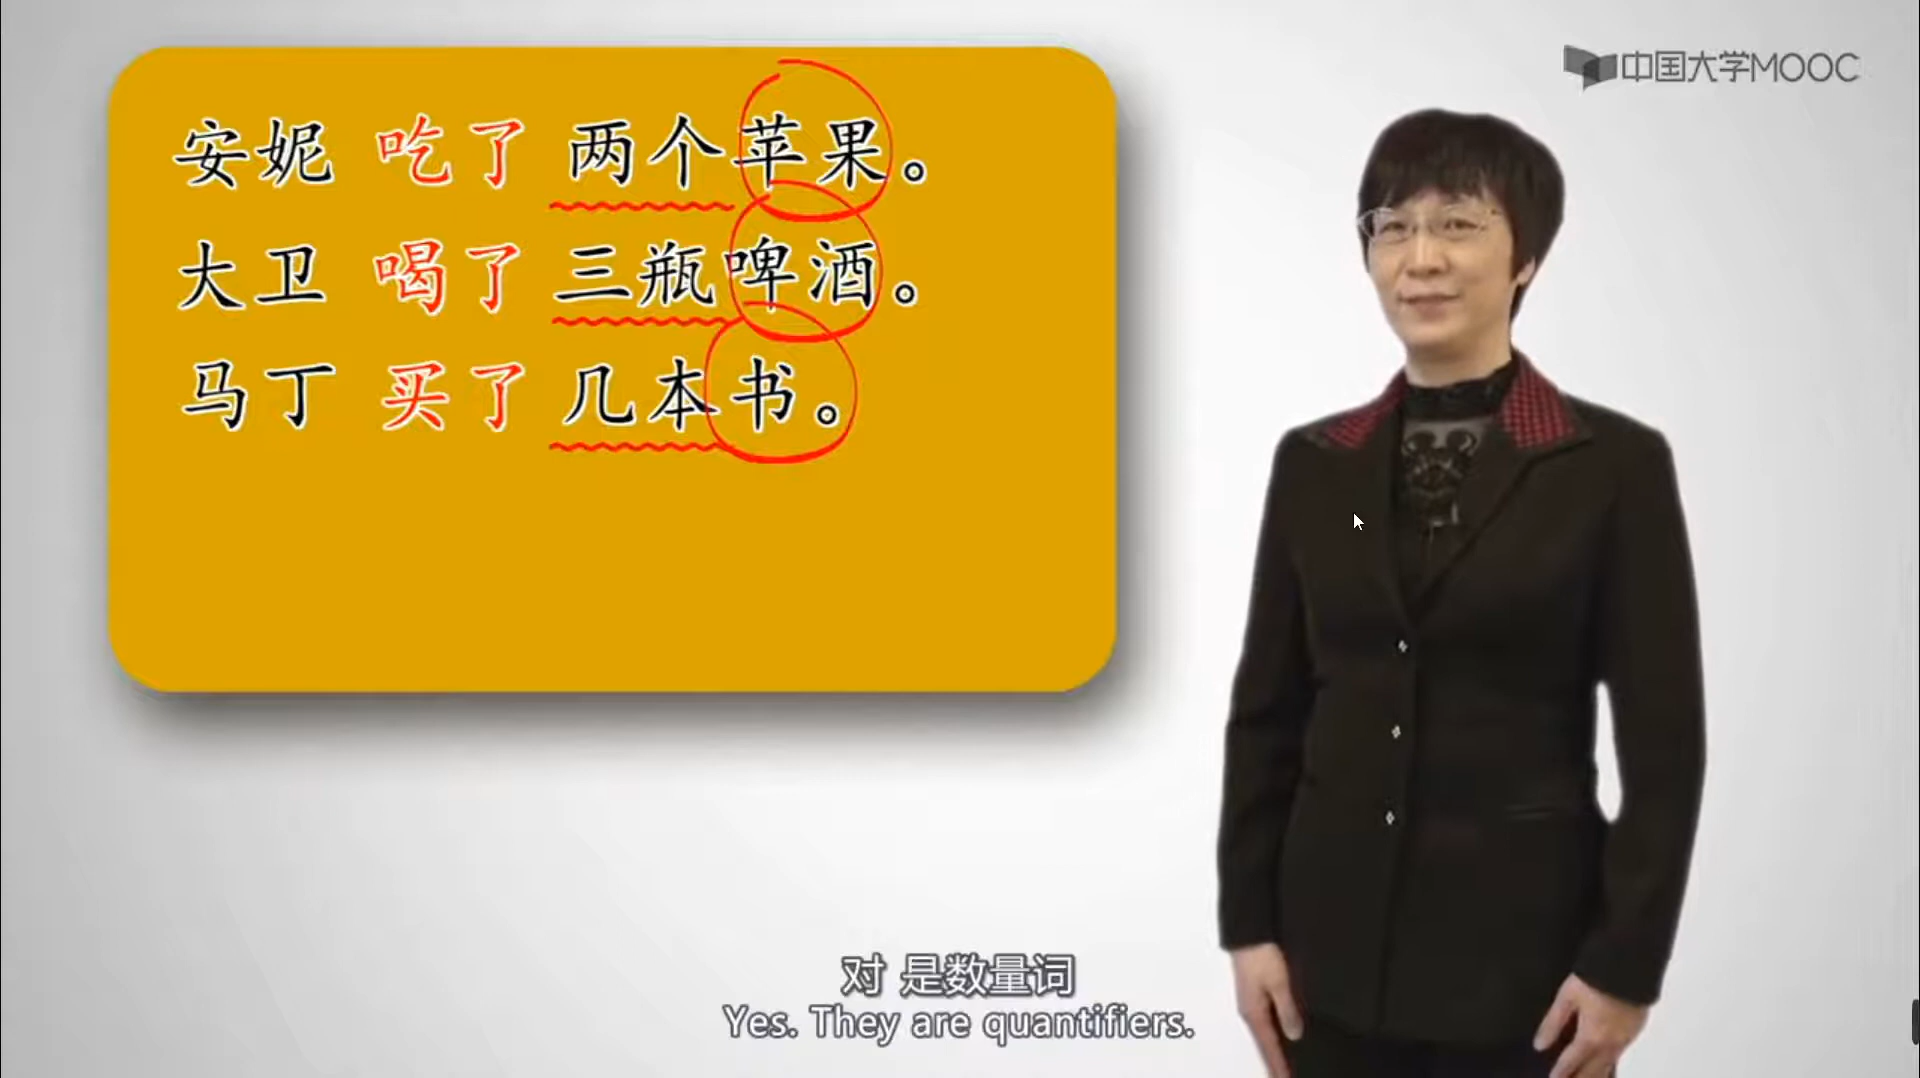 中国大学MOOC
安妮 吃了 两个苹果。
大卫 喝了 三瓶啤酒。
马丁 买了 几本书。
对 是数量词
Yes. They are quantifiers.